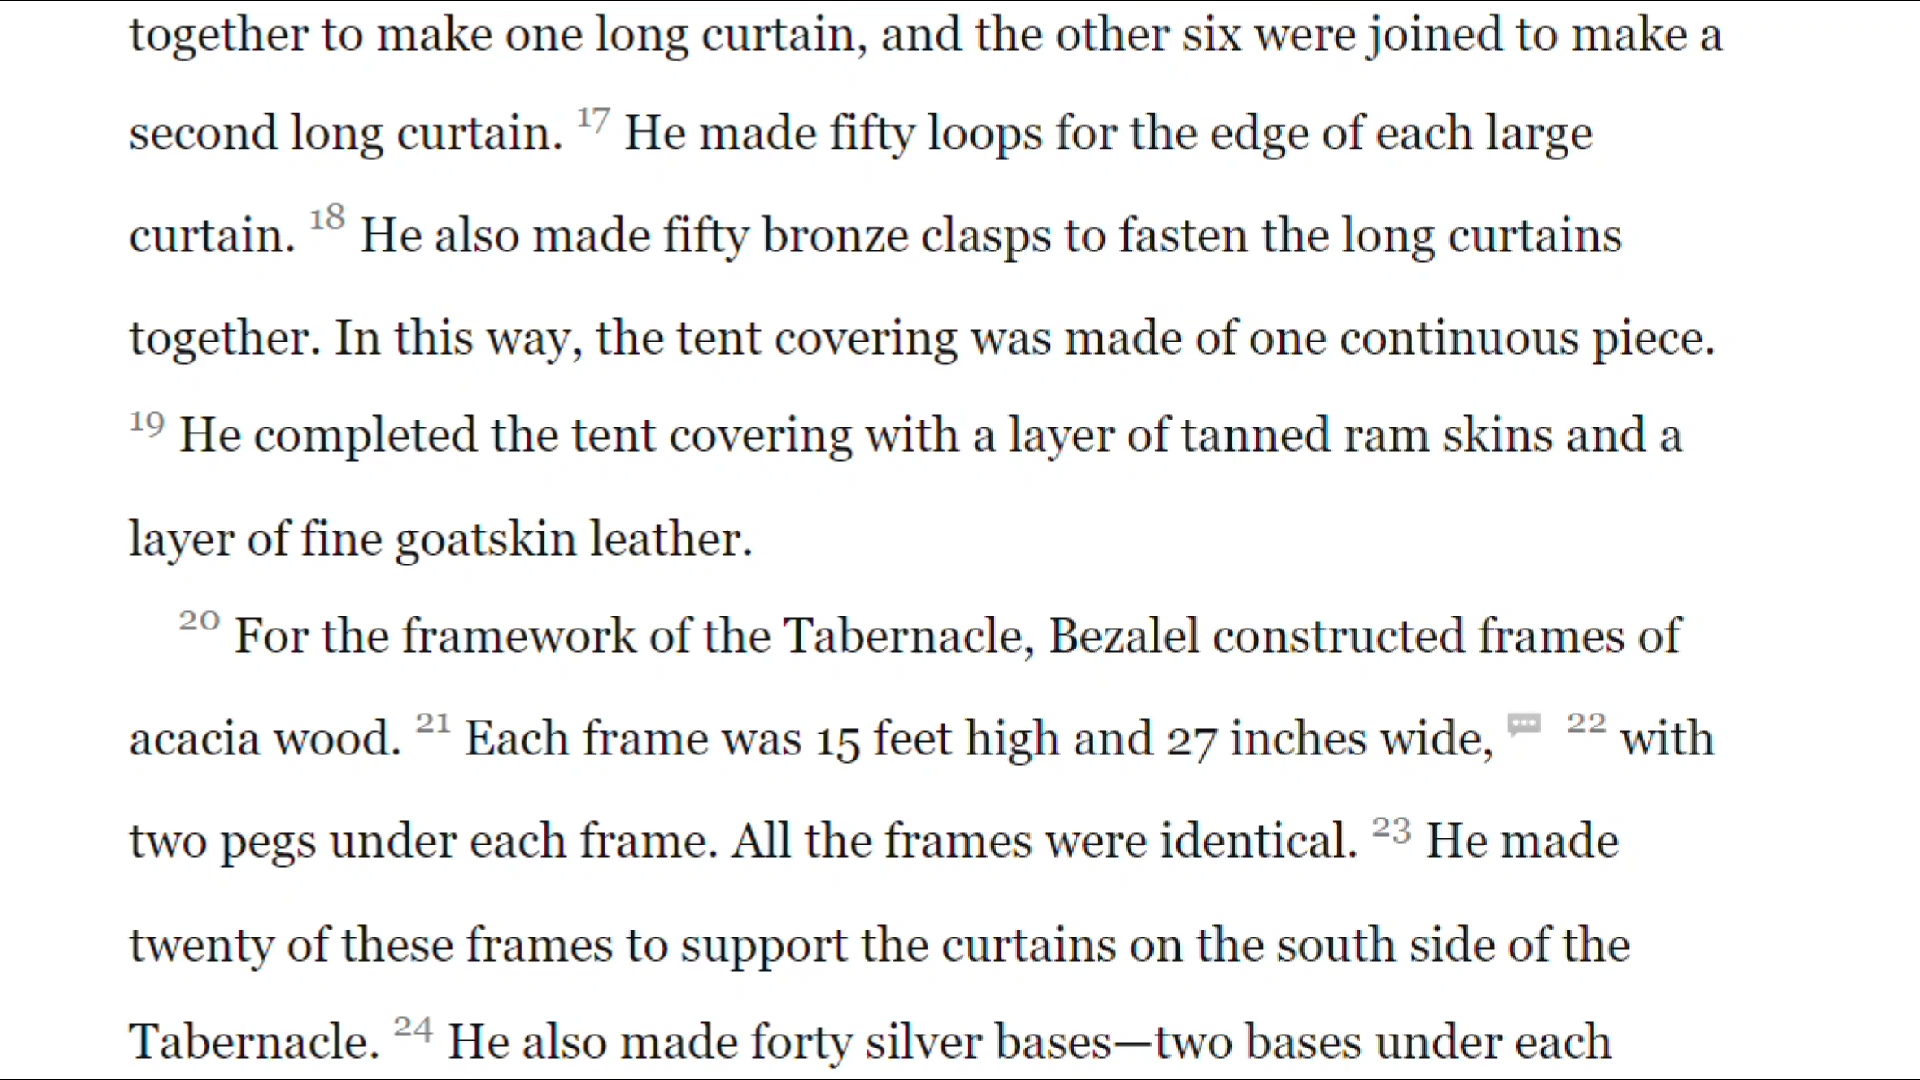 together to make one long curtain, and the other six were joined to make a
second long curtain. 17 He made fifty loops for the edge of each large
curtain. 18 He also made fifty bronze clasps to fasten the long curtains
together. In this way, the tent covering was made of one continuous piece.
19 He completed the tent covering with a layer of tanned ram skins and a
layer of fine goatskin leather.
20 For the framework of the Tabernacle, Bezalel constructed frames of
acacia wood. 21 Each frame was 15 feet high and 27 inches wide, 22 with
two pegs under each frame. All the frames were identical. 23 He made
twenty of these frames to support the curtains on the south side of the
Tabernacle. 24 He also made forty silver bases—two bases under each